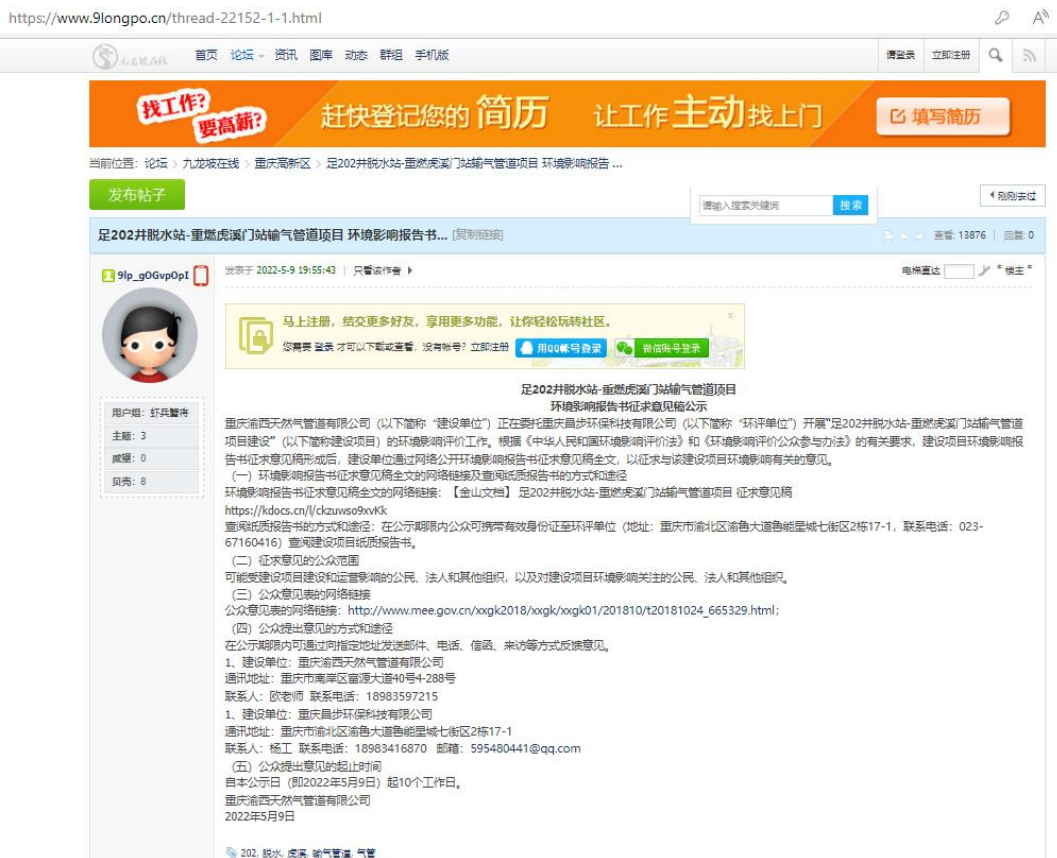 https://www.9longpo.cn/thread-22152-1-1.html
首页 论坛 资讯 图库 动态 群组 手机版
请登录 立即注册
找工作?
要高薪?
赶快登记您的 简历 让工作 主动 找上门
填写简历
当前位置: 论坛 > 九龙坡在线 > 重庆高新区 > 足202井脱水站-重燃虎溪门站输气管道项目 环境影响报告 ...
发布帖子
请输入搜索关键词 搜索
刚刚去过
足202井脱水站-重燃虎溪门站输气管道项目 环境影响报告书... [复制链接]
查看: 13876 | 回复: 0
9lp_gOGvpOpI
发表于 2022-5-9 19:55:43 | 只看该作者
电梯直达 *楼主*
马上注册,结交更多好友,享用更多功能,让你轻松玩转社区。
x
您需要 登录 才可以下载或查看,没有帐号?立即注册 用QQ帐号登录 微信账号登录
用户组: 虾兵蟹将
主题: 3
威望: 0
贝壳: 8
足202井脱水站-重燃虎溪门站输气管道项目
环境影响报告书征求意见稿公示
重庆渝西天然气管道有限公司(以下简称“建设单位”)正在委托重庆昌步环保科技有限公司(以下简称“环评单位”)开展“足202井脱水站-重燃虎溪门站输气管道
项目建设”(以下简称建设项目)的环境影响评价工作。根据《中华人民和国环境影响评价法》和《环境影响评价公众参与办法》的有关要求,建设项目环境影响报
告书征求意见稿形成后,建设单位通过网络公开环境影响报告书征求意见稿全文,以征求与该建设项目环境影响有关的意见。
(一)环境影响报告书征求意见稿全文的网络链接及查阅纸质报告书的方式和途径
环境影响报告书征求意见稿全文的网络链接:【金山文档】 足202井脱水站-重燃虎溪门站输气管道项目 征求意见稿
https://kdocs.cn/l/ckzuwso9xvKk
查阅纸质报告书的方式和途径:在公示期限内公众可携带有效身份证至环评单位(地址:重庆市渝北区渝鲁大道鲁能星城七街区2栋17-1,联系电话:023-
67160416)查阅建设项目纸质报告书。
(二)征求意见的公众范围
可能受建设项目建设和运营影响的公民、法人和其他组织,以及对建设项目环境影响关注的公民、法人和其他组织。
(三)公众意见表的网络链接
公众意见表的网络链接:http://www.mee.gov.cn/xxgk2018/xxgk/xxgk01/201810/t20181024_665329.html;
(四)公众提出意见的方式和途径
在公示期限内可通过向指定地址发送邮件、电话、信函、来访等方式反馈意见。
1、建设单位:重庆渝西天然气管道有限公司
通讯地址:重庆市南岸区富源大道40号4-288号
联系人:欧老师 联系电话:18983597215
1、建设单位:重庆昌步环保科技有限公司
通讯地址:重庆市渝北区渝鲁大道鲁能星城七街区2栋17-1
联系人:杨工 联系电话:18983416870 邮箱:595480441@qq.com
(五)公众提出意见的起止时间
自本公示日(即2022年5月9日)起10个工作日。
重庆渝西天然气管道有限公司
2022年5月9日
202, 脱水, 虎溪, 输气管道, 气管